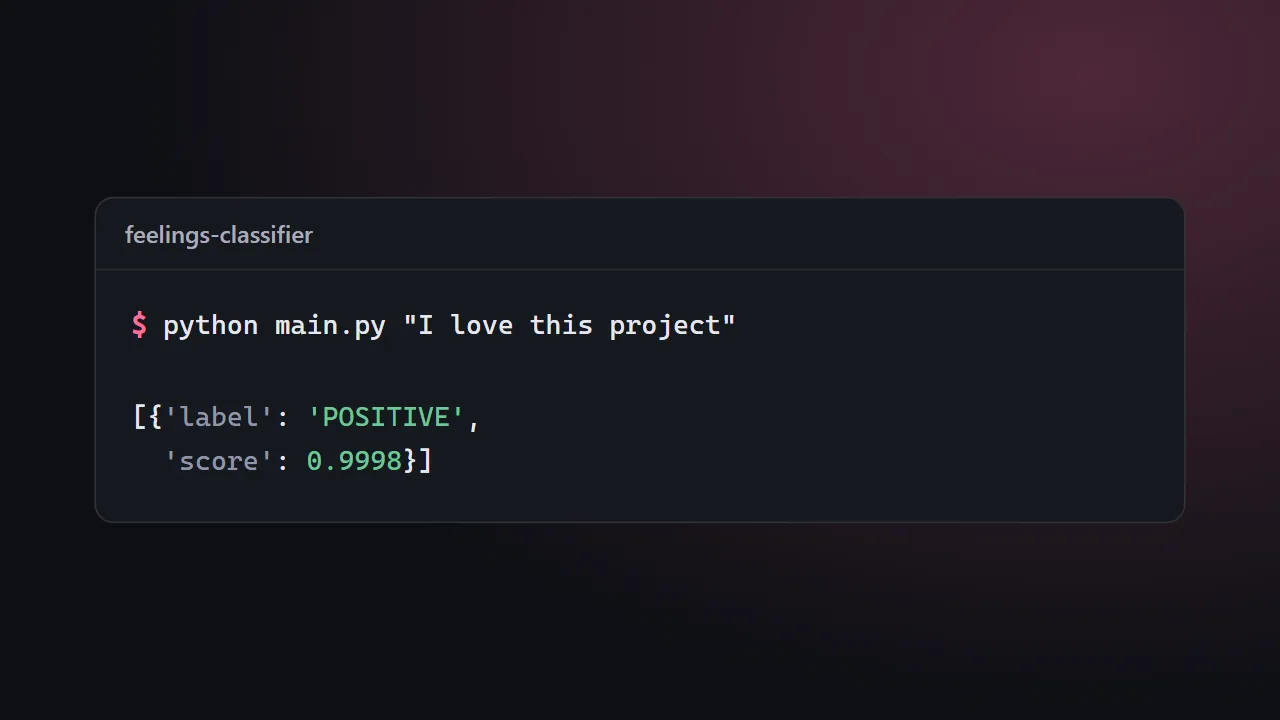 feelings-classifier
$ python main.py "I love this project"
[{'label': 'POSITIVE',
'score': 0.9998}]